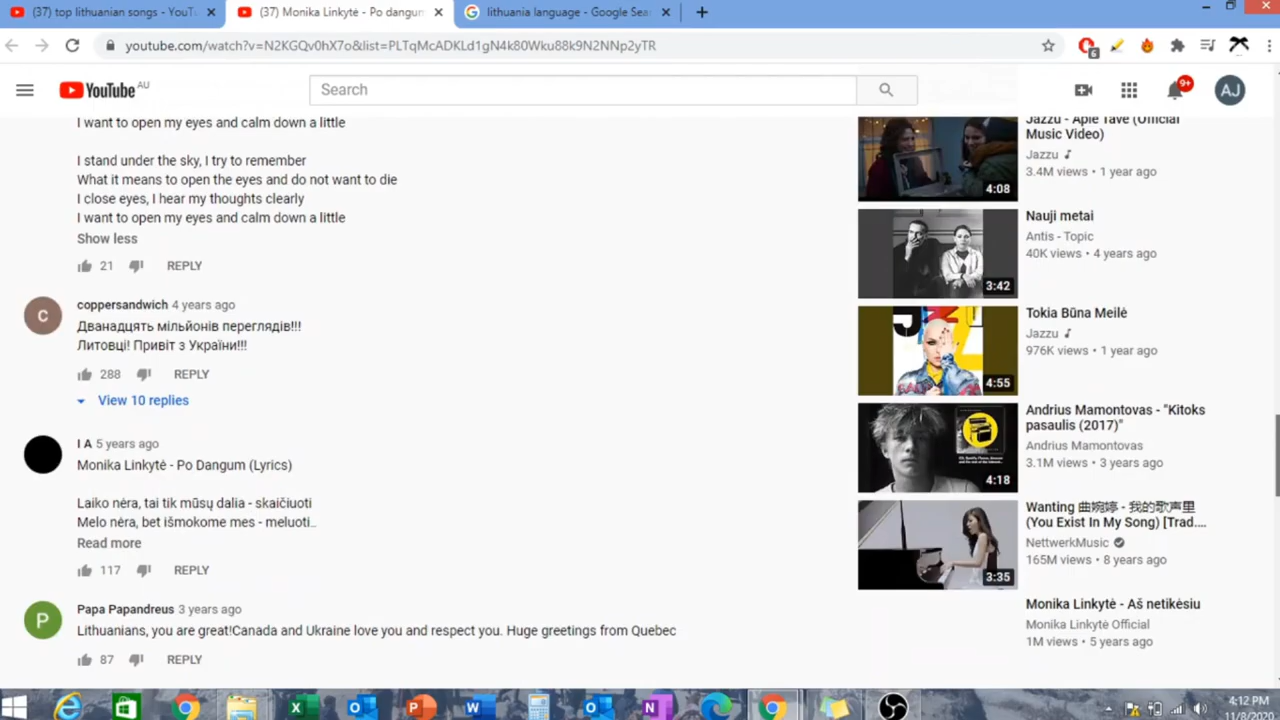 (37) top lithuanian songs - YouT
(37) Monika Linkytė - Po dangum
lithuania language - Google Sea
youtube.com/watch?v=N2KGQv0hX7o&list=PLTqMcADKLd1gN4k80Wku88k9N2NNp2yTR
6
YouTube AU
Search
9+
AJ
I want to open my eyes and calm down a little
I stand under the sky, I try to remember
What it means to open the eyes and do not want to die
I close eyes, I hear my thoughts clearly
I want to open my eyes and calm down a little
Show less
21 REPLY
C
coppersandwich 4 years ago
Дванадцять мільйонів переглядів!!!
Литовці! Привіт з України!!!
288 REPLY
View 10 replies
I A 5 years ago
Monika Linkytė - Po Dangum (Lyrics)
Laiko nėra, tai tik mūsų dalia - skaičiuoti
Melo nėra, bet išmokome mes - meluoti...
Read more
117 REPLY
P
Papa Papandreus 3 years ago
Lithuanians, you are great!Canada and Ukraine love you and respect you. Huge greetings from Quebec
87 REPLY
Jazzu - Apie Tave (Official
Music Video)
Jazzu
3.4M views • 1 year ago
4:08
Nauji metai
Antis - Topic
40K views • 4 years ago
3:42
Tokia Būna Meilė
Jazzu
976K views • 1 year ago
4:55
Andrius Mamontovas - "Kitoks
pasaulis (2017)"
Andrius Mamontovas
3.1M views • 3 years ago
4:18
Wanting 曲婉婷 - 我的歌声里
(You Exist In My Song) [Trad....
NettwerkMusic
165M views • 8 years ago
3:35
Monika Linkytė - Aš netikėsiu
Monika Linkytė Official
1M views • 5 years ago
4:12 PM
11/8/2020